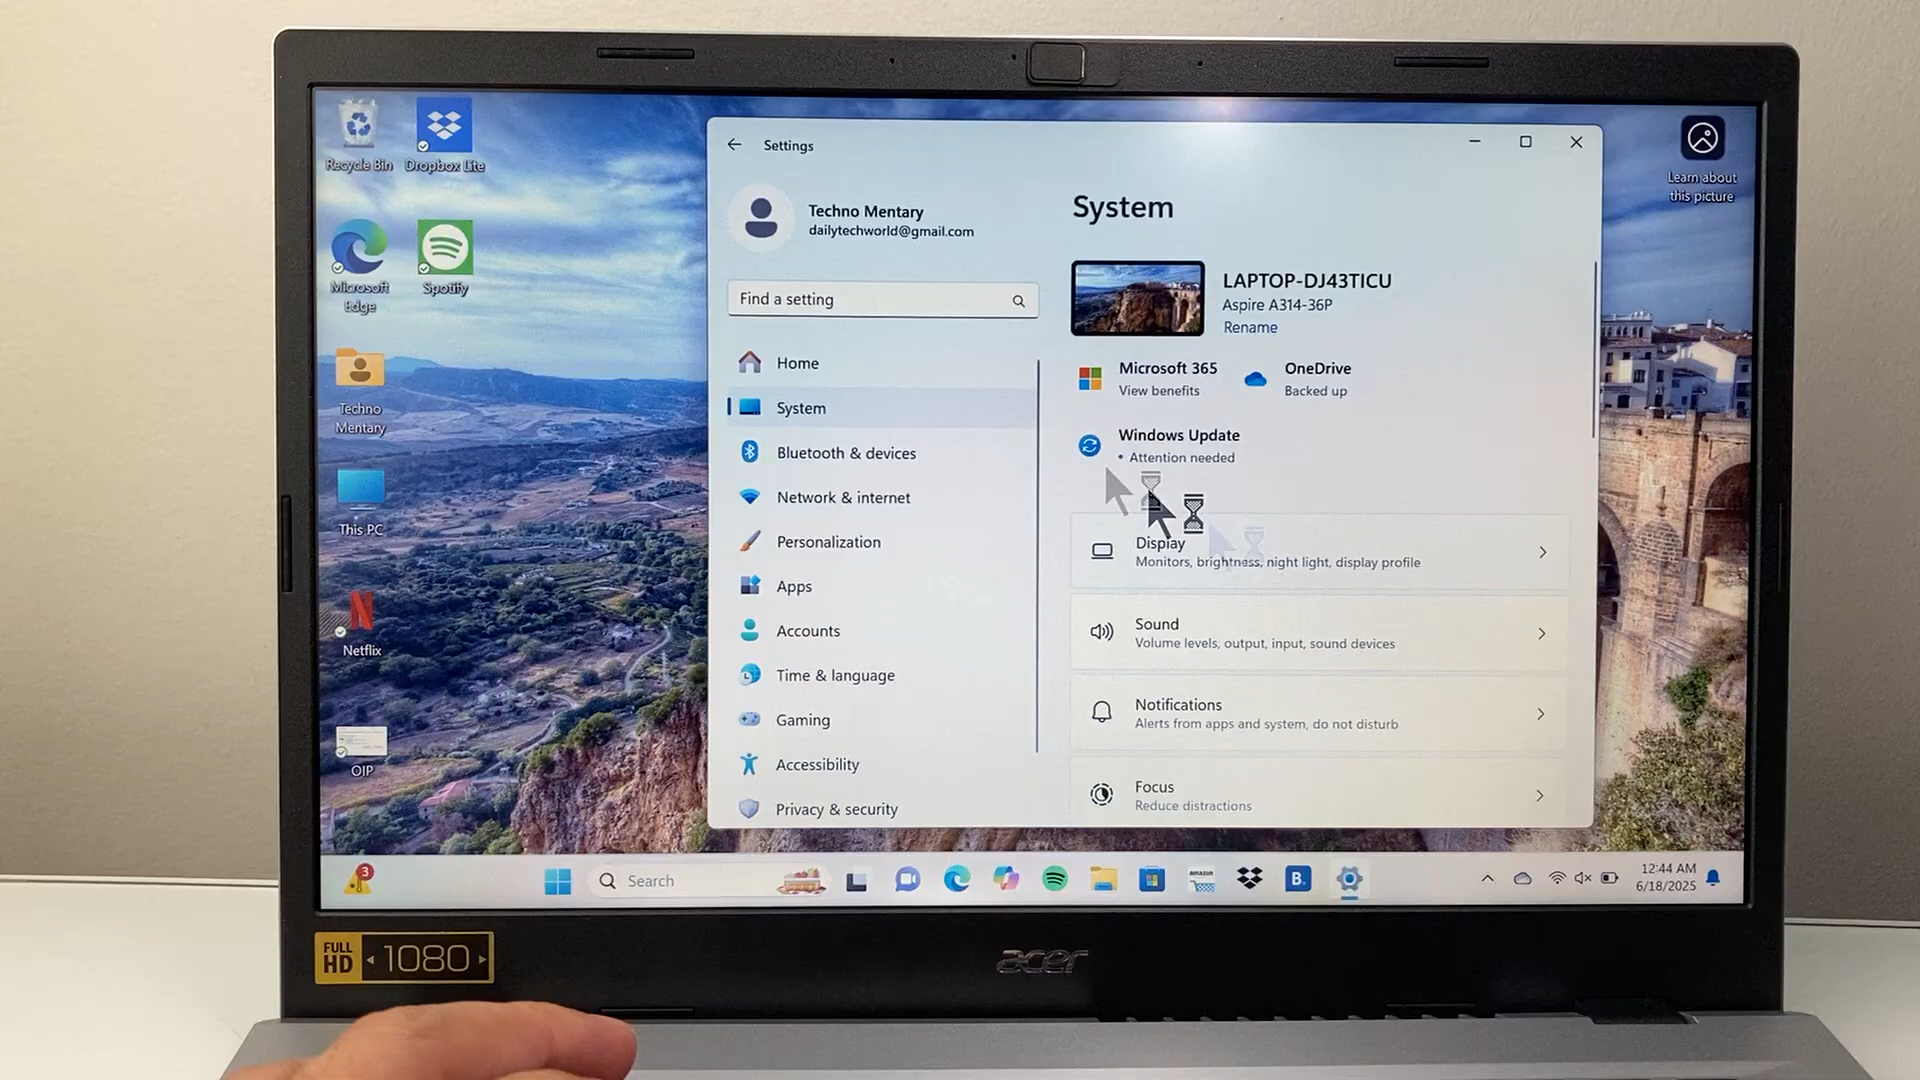 Recycle Bin
Dropbox Lite
Microsoft
Edge
Spotify
Techno
Mentary
This PC
Netflix
OIP
Settings
Techno Mentary
dailytechworld@gmail.com
Find a setting
Home
System
Bluetooth & devices
Network & internet
Personalization
Apps
Accounts
Time & language
Gaming
Accessibility
Privacy & security
System
LAPTOP-DJ43TICU
Aspire A314-36P
Rename
Microsoft 365
View benefits
OneDrive
Backed up
Windows Update
• Attention needed
Display
Monitors, brightness, night light, display profile
Sound
Volume levels, output, input, sound devices
Notifications
Alerts from apps and system, do not disturb
Focus
Reduce distractions
Learn about
this picture
3
Search
amazon
B.
12:44 AM
6/18/2025
FULL
HD
1080
acer